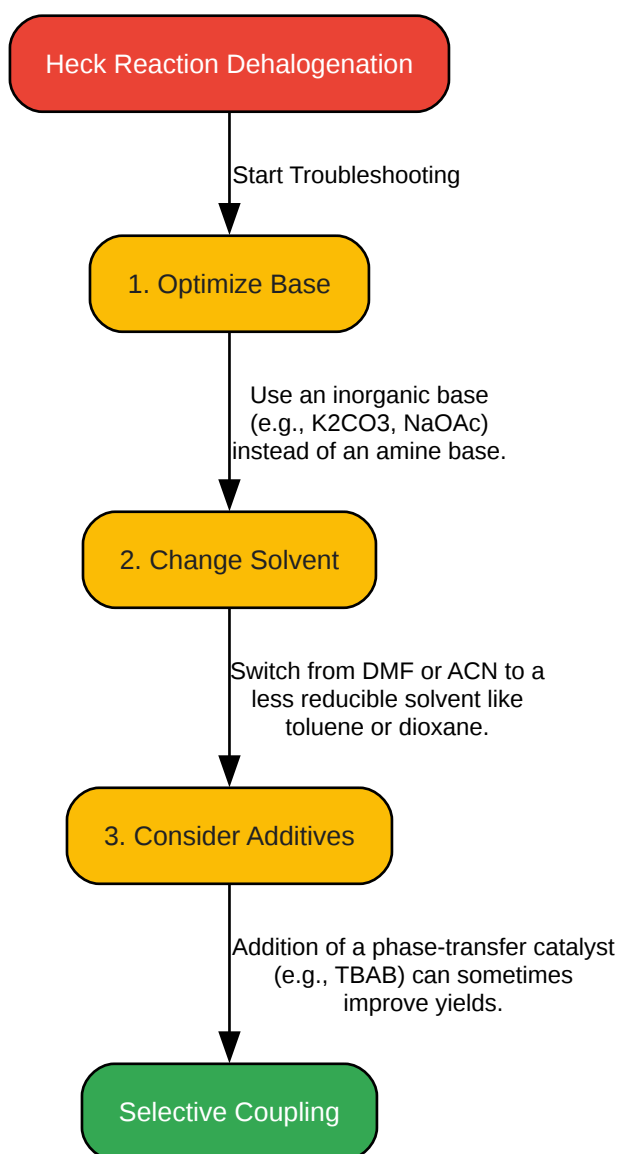 Heck Reaction Dehalogenation
Start Troubleshooting
1. Optimize Base
Use an inorganic base
(e.g., K2CO3, NaOAc)
instead of an amine base.
2. Change Solvent
Switch from DMF or ACN to a
less reducible solvent like
toluene or dioxane.
3. Consider Additives
Addition of a phase-transfer catalyst
(e.g., TBAB) can sometimes
improve yields.
Selective Coupling